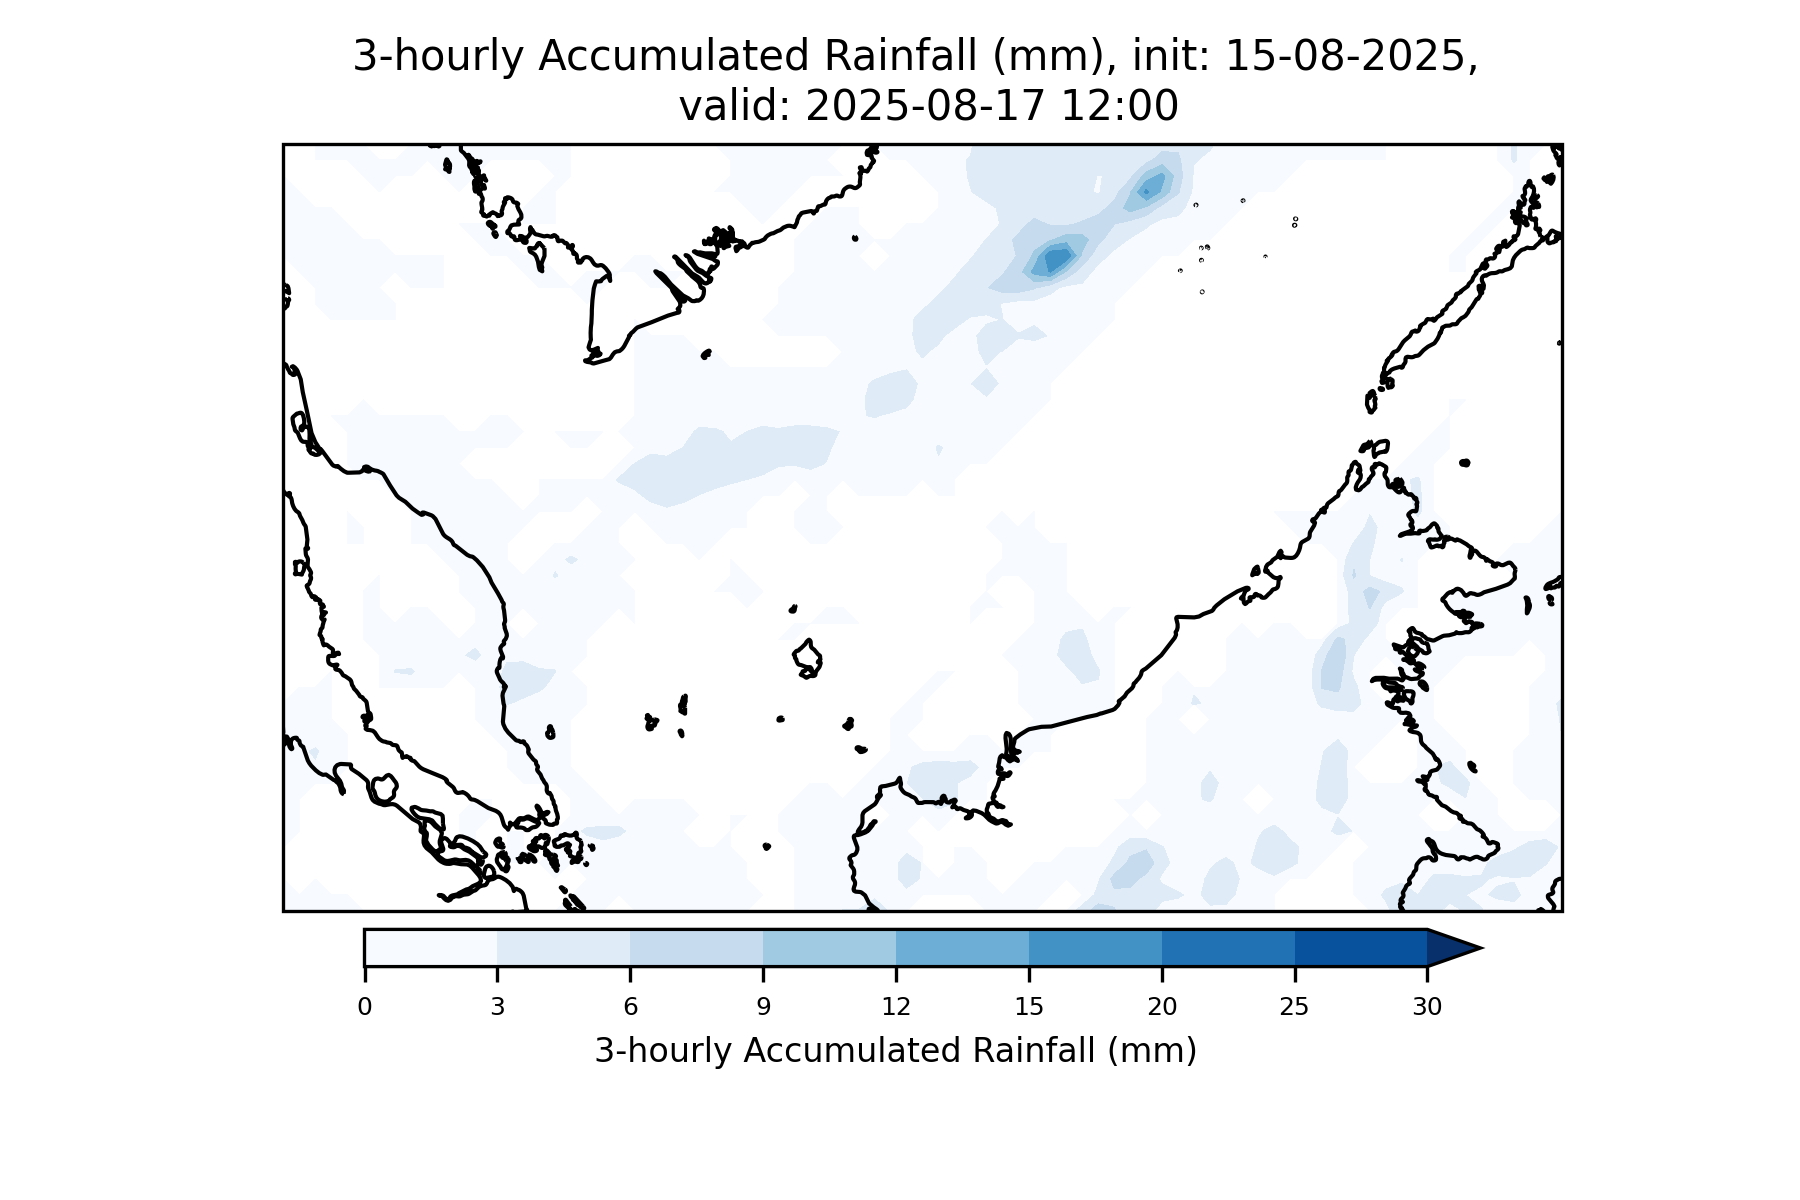 3-hourly Accumulated Rainfall (mm), init: 15-08-2025,
valid: 2025-08-17 12:00
0 3 6 9 12 15 20 25 30
3-hourly Accumulated Rainfall (mm)